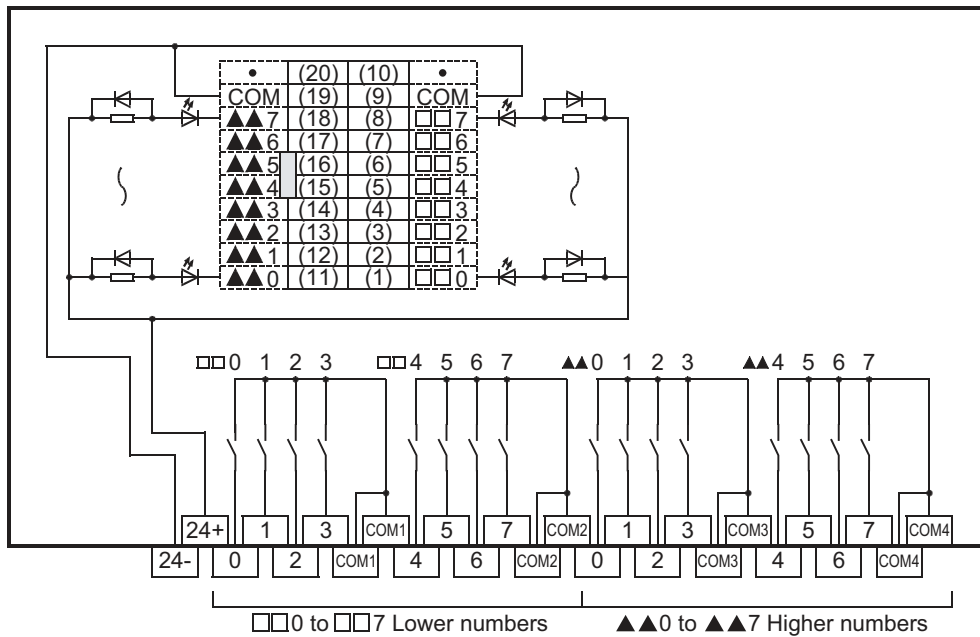 • (20) (10) •
COM (19) (9) COM
▲▲7 (18) (8) □□7
▲▲6 (17) (7) □□6
▲▲5 (16) (6) □□5
▲▲4 (15) (5) □□4
▲▲3 (14) (4) □□3
▲▲2 (13) (3) □□2
▲▲1 (12) (2) □□1
▲▲0 (11) (1) □□0
□□0 1 2 3 □□4 5 6 7 ▲▲0 1 2 3 ▲▲4 5 6 7
24+ 1 3 COM1 5 7 COM2 1 3 COM3 5 7 COM4
24- 0 2 COM1 4 6 COM2 0 2 COM3 4 6 COM4
□□0 to □□7 Lower numbers ▲▲0 to ▲▲7 Higher numbers